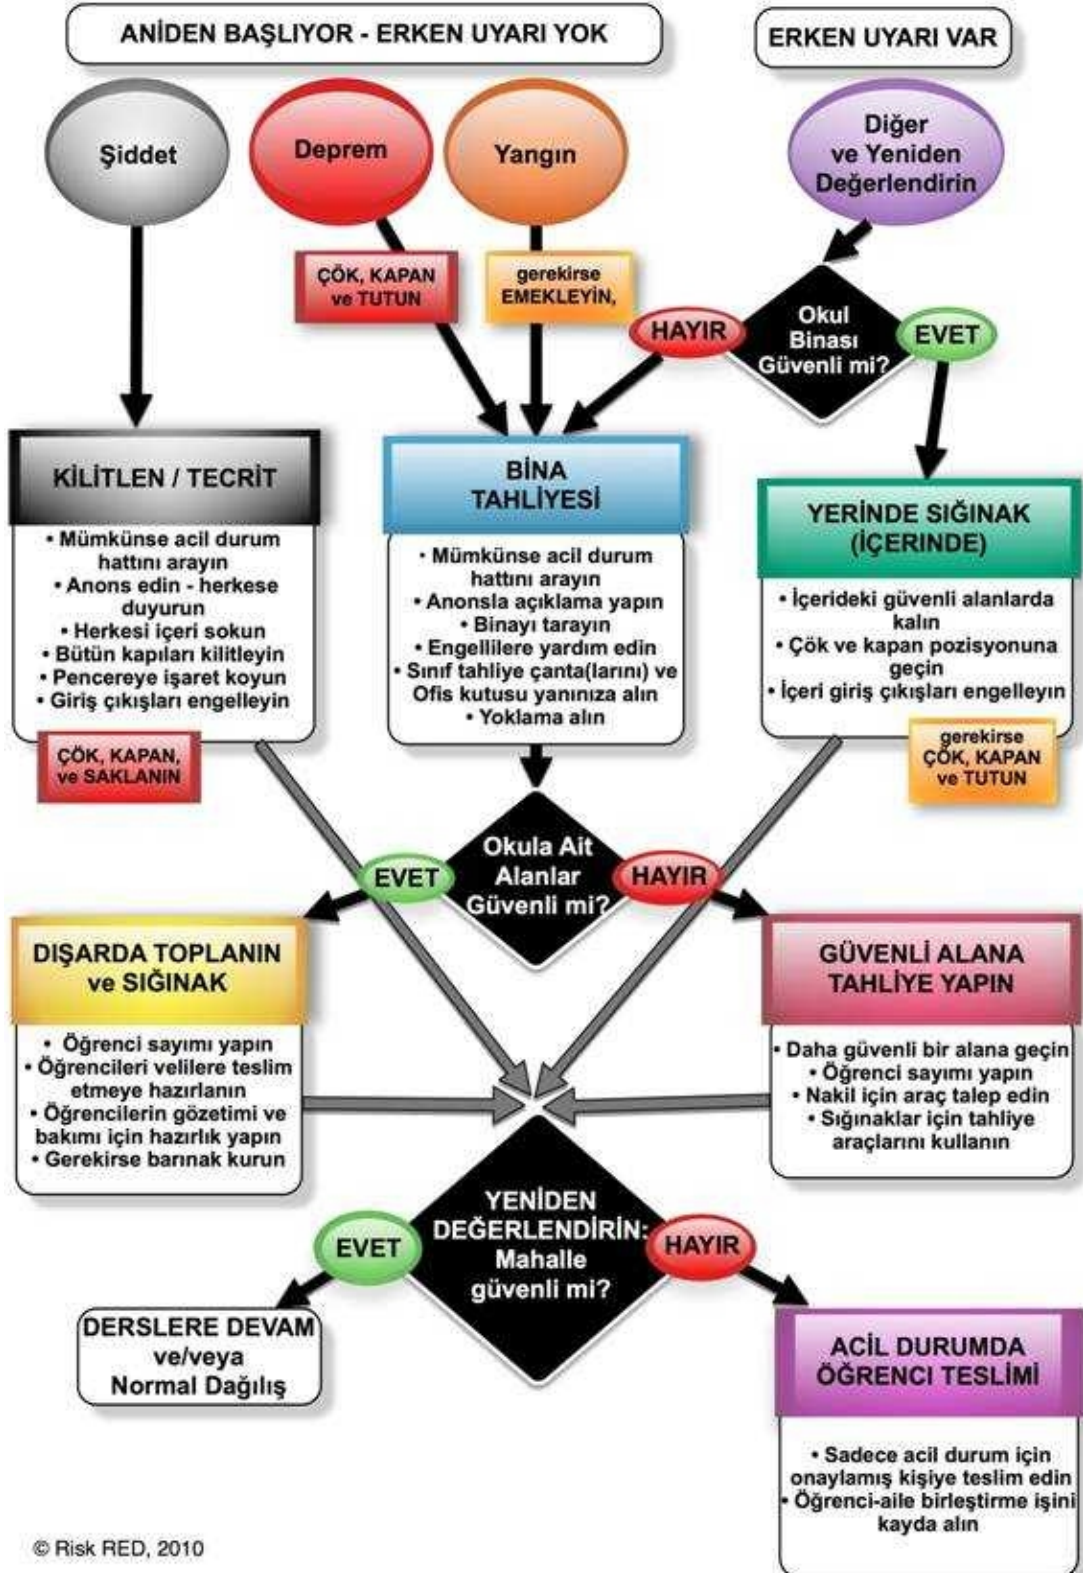 ANİDEN BAŞLIYOR - ERKEN UYARI YOK
ERKEN UYARI VAR
Şiddet
Deprem
Yangın
Diğer
ve Yeniden
Değerlendirin
ÇÖK, KAPAN
ve TUTUN
gerekirse
EMEKLEYİN,
HAYIR
Okul
Binası
Güvenli mi?
EVET
KİLİTLEN / TECRİT
• Mümkünse acil durum
hattını arayın
• Anons edin - herkese
duyurun
• Herkesi içeri sokun
• Bütün kapıları kilitleyin
• Pencereye işaret koyun
• Giriş çıkışları engelleyin
ÇÖK, KAPAN,
ve SAKLANIN
BİNA
TAHLİYESİ
• Mümkünse acil durum
hattını arayın
• Anonsla açıklama yapın
• Binayı tarayın
• Engellilere yardım edin
• Sınıf tahliye çanta(larını) ve
Ofis kutusu yanınıza alın
• Yoklama alın
YERİNDE SIĞINAK
(İÇERINDE)
• İçerideki güvenli alanlarda
kalın
• Çök ve kapan pozisyonuna
geçin
• İçeri giriş çıkışları engelleyın
gerekirse
ÇÖK, KAPAN
ve TUTUN
EVET
Okula Ait
Alanlar
Güvenli mi?
HAYIR
DIŞARDA TOPLANIN
ve SIĞINAK
• Öğrenci sayımı yapın
• Öğrencileri velilere teslim
etmeye hazırlanın
• Öğrencilerin gözetimi ve
bakımı için hazırlık yapın
• Gerekirse barınak kurun
GÜVENLİ ALANA
TAHLİYE YAPIN
• Daha güvenli bir alana geçin
• Öğrenci sayımı yapın
• Nakil için araç talep edin
• Sığınaklar için tahliye
araçlarını kullanın
EVET
YENİDEN
DEĞERLENDİRİN:
Mahalle
güvenli mi?
HAYIR
DERSLERE DEVAM
ve/veya
Normal Dağılış
ACİL DURUMDA
ÖĞRENCI TESLİMİ
• Sadece acil durum için
onaylamış kişiye teslim edin
• Öğrenci-aile birleştirme işini
kayda alın
© Risk RED, 2010